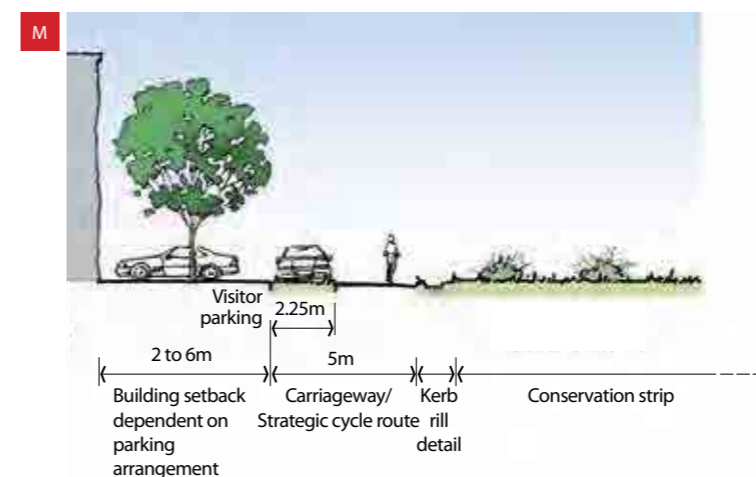 M
Visitor
parking
2.25m
2 to 6m
5m
Building setback
dependent on
parking
arrangement
Carriageway/
Strategic cycle route
Kerb
rill
detail
Conservation strip